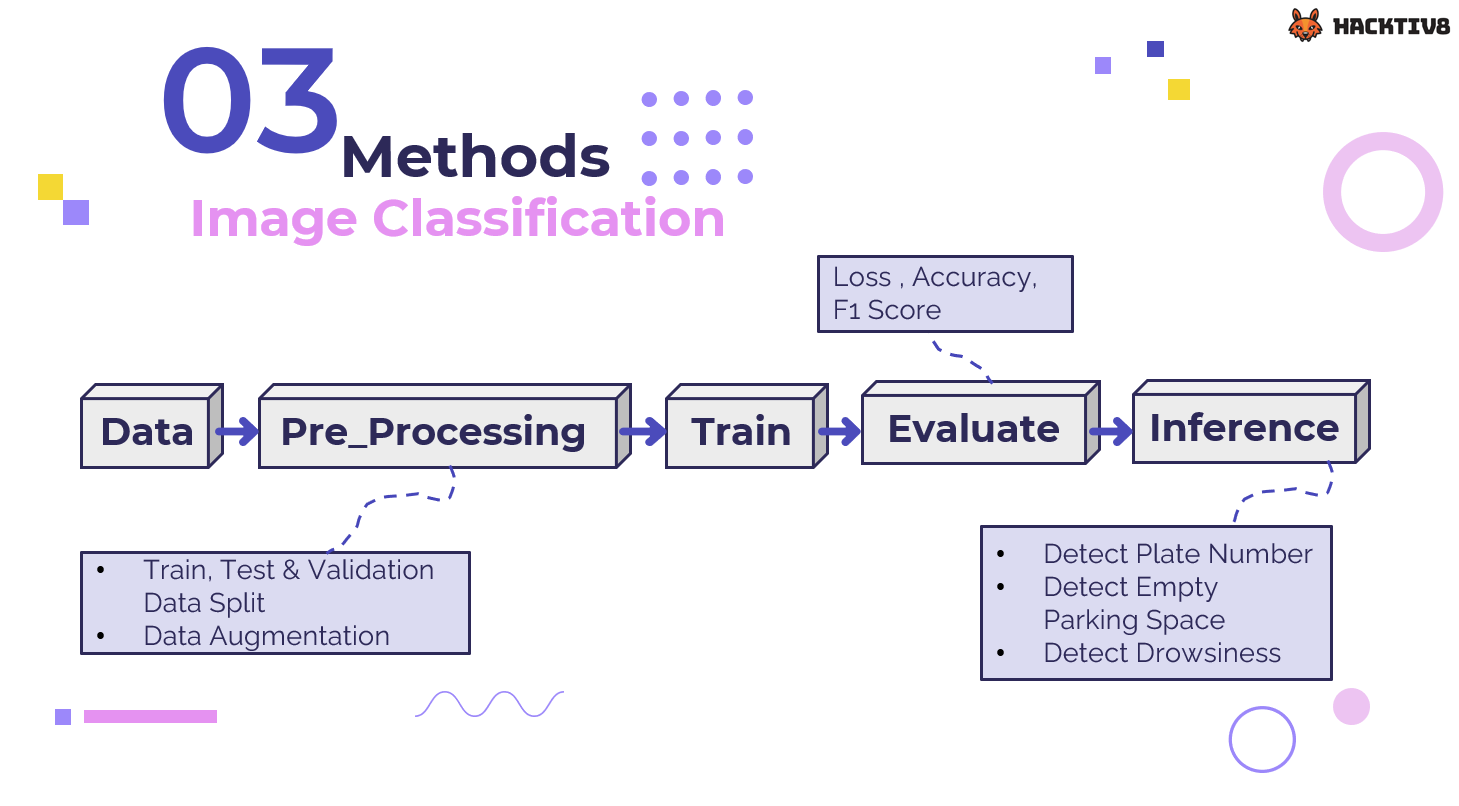 HACKTIV8
03
Methods
Image Classification
Loss , Accuracy,
F1 Score
Data
Pre_Processing
Train
Evaluate
Inference
• Train, Test & Validation
Data Split
• Data Augmentation
• Detect Plate Number
• Detect Empty
Parking Space
• Detect Drowsiness